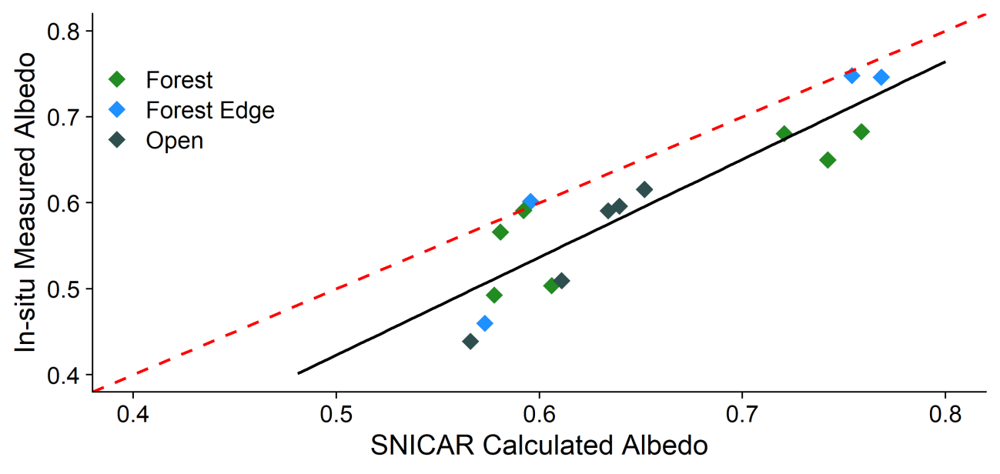 In-situ Measured Albedo
0.8
0.7
0.6
0.5
0.4
Forest
Forest Edge
Open
0.4 0.5 0.6 0.7 0.8
SNICAR Calculated Albedo